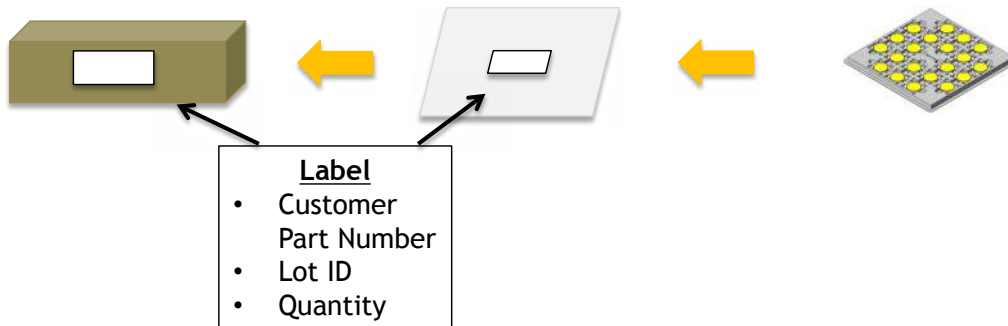 Label
• Customer
Part Number
• Lot ID
• Quantity